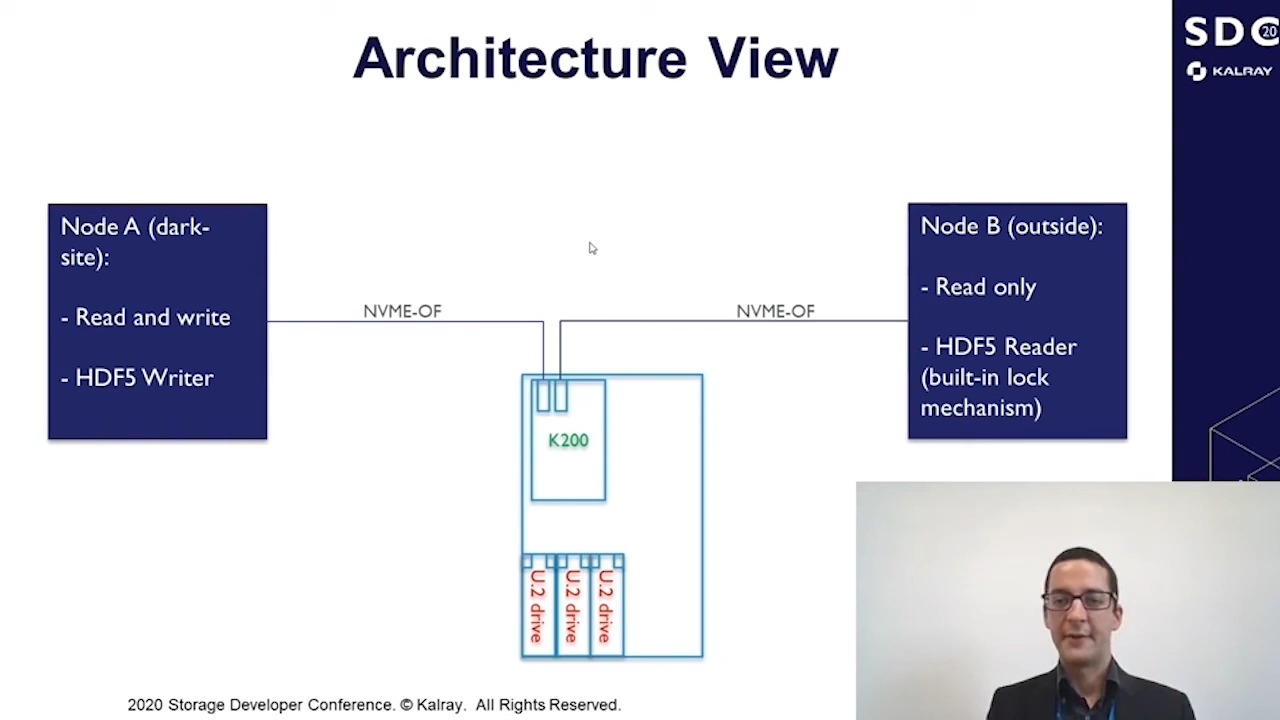 Architecture View
SDC 20
KALRAY
Node A (dark-
site):
- Read and write
- HDF5 Writer
NVME-OF
NVME-OF
Node B (outside):
- Read only
- HDF5 Reader
(built-in lock
mechanism)
K200
U.2 drive
U.2 drive
U.2 drive
2020 Storage Developer Conference. © Kalray. All Rights Reserved.